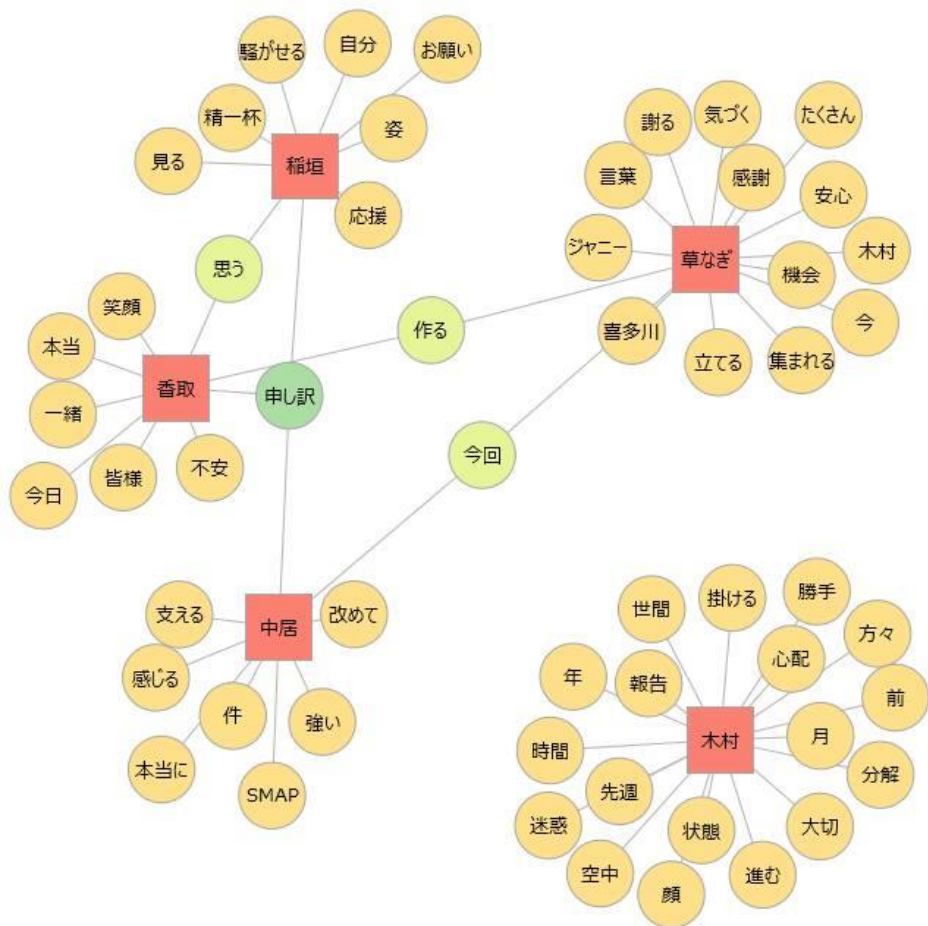 騒がせる
自分
お願い
精一杯
姿
見る
稲垣
応援
思う
謝る
気づく
たくさん
言葉
感謝
安心
ジャニー
草なぎ
木村
機会
今
喜多川
立てる
集まれる
作る
笑顔
本当
香取
申し訳
一緒
今日
皆様
不安
今回
支える
中居
改めて
感じる
件
強い
本当に
SMAP
世間
掛ける
勝手
方々
心配
年
報告
前
木村
月
時間
分解
先週
迷惑
状態
大切
空中
顔
進む